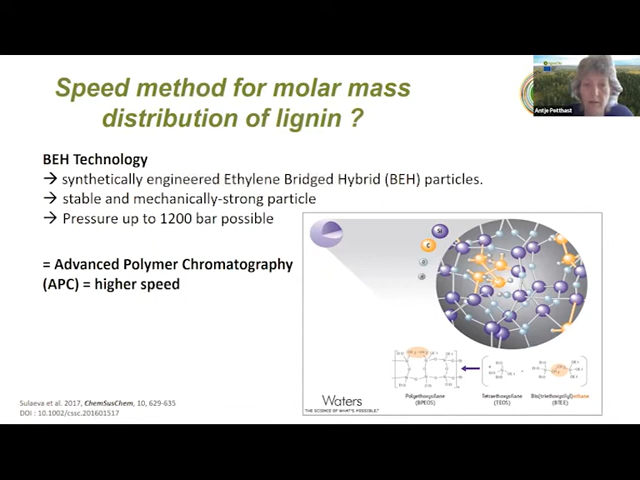 Speed method for molar mass
distribution of lignin ?
Antje Potthast
BEH Technology
→ synthetically engineered Ethylene Bridged Hybrid (BEH) particles.
→ stable and mechanically-strong particle
→ Pressure up to 1200 bar possible
= Advanced Polymer Chromatography
(APC) = higher speed
Si
C
O
Polyethoxysilane
(BPEOS)
Tetraethoxysilane
(TEOS)
Bis(triethoxysilyl)ethane
(BTEE)
Waters
THE SCIENCE OF WHAT'S POSSIBLE.
Sulaeva et al. 2017, ChemSusChem, 10, 629-635
DOI : 10.1002/cssc.201601517